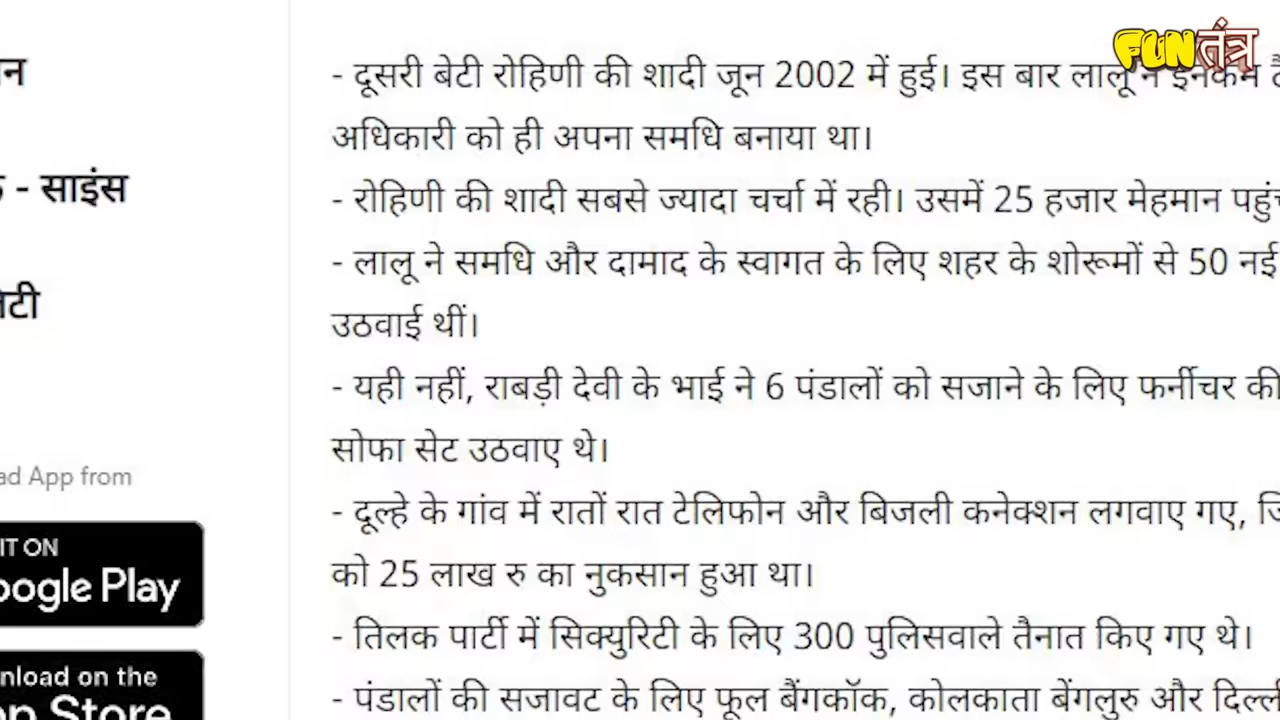 FUNतंत्र
न
- दूसरी बेटी रोहिणी की शादी जून 2002 में हुई। इस बार लालू ने इनकम
अधिकारी को ही अपना समधि बनाया था।
- साइंस
- रोहिणी की शादी सबसे ज्यादा चर्चा में रही। उसमें 25 हजार मेहमान
- लालू ने समधि और दामाद के स्वागत के लिए शहर के शोरूमों से 50 नई
टी
उठवाई थीं।
- यही नहीं, राबड़ी देवी के भाई ने 6 पंडालों को सजाने के लिए फर्नीचर की
सोफा सेट उठवाए थे।
ad App from
- दूल्हे के गांव में रातों रात टेलिफोन और बिजली कनेक्शन लगवाए गए,
IT ON
Google Play
को 25 लाख रु का नुकसान हुआ था।
- तिलक पार्टी में सिक्युरिटी के लिए 300 पुलिसवाले तैनात किए गए थे।
nload on the
pp Store
- पंडालों की सजावट के लिए फूल बैंगकॉक, कोलकाता बेंगलुरु और दिल्ली